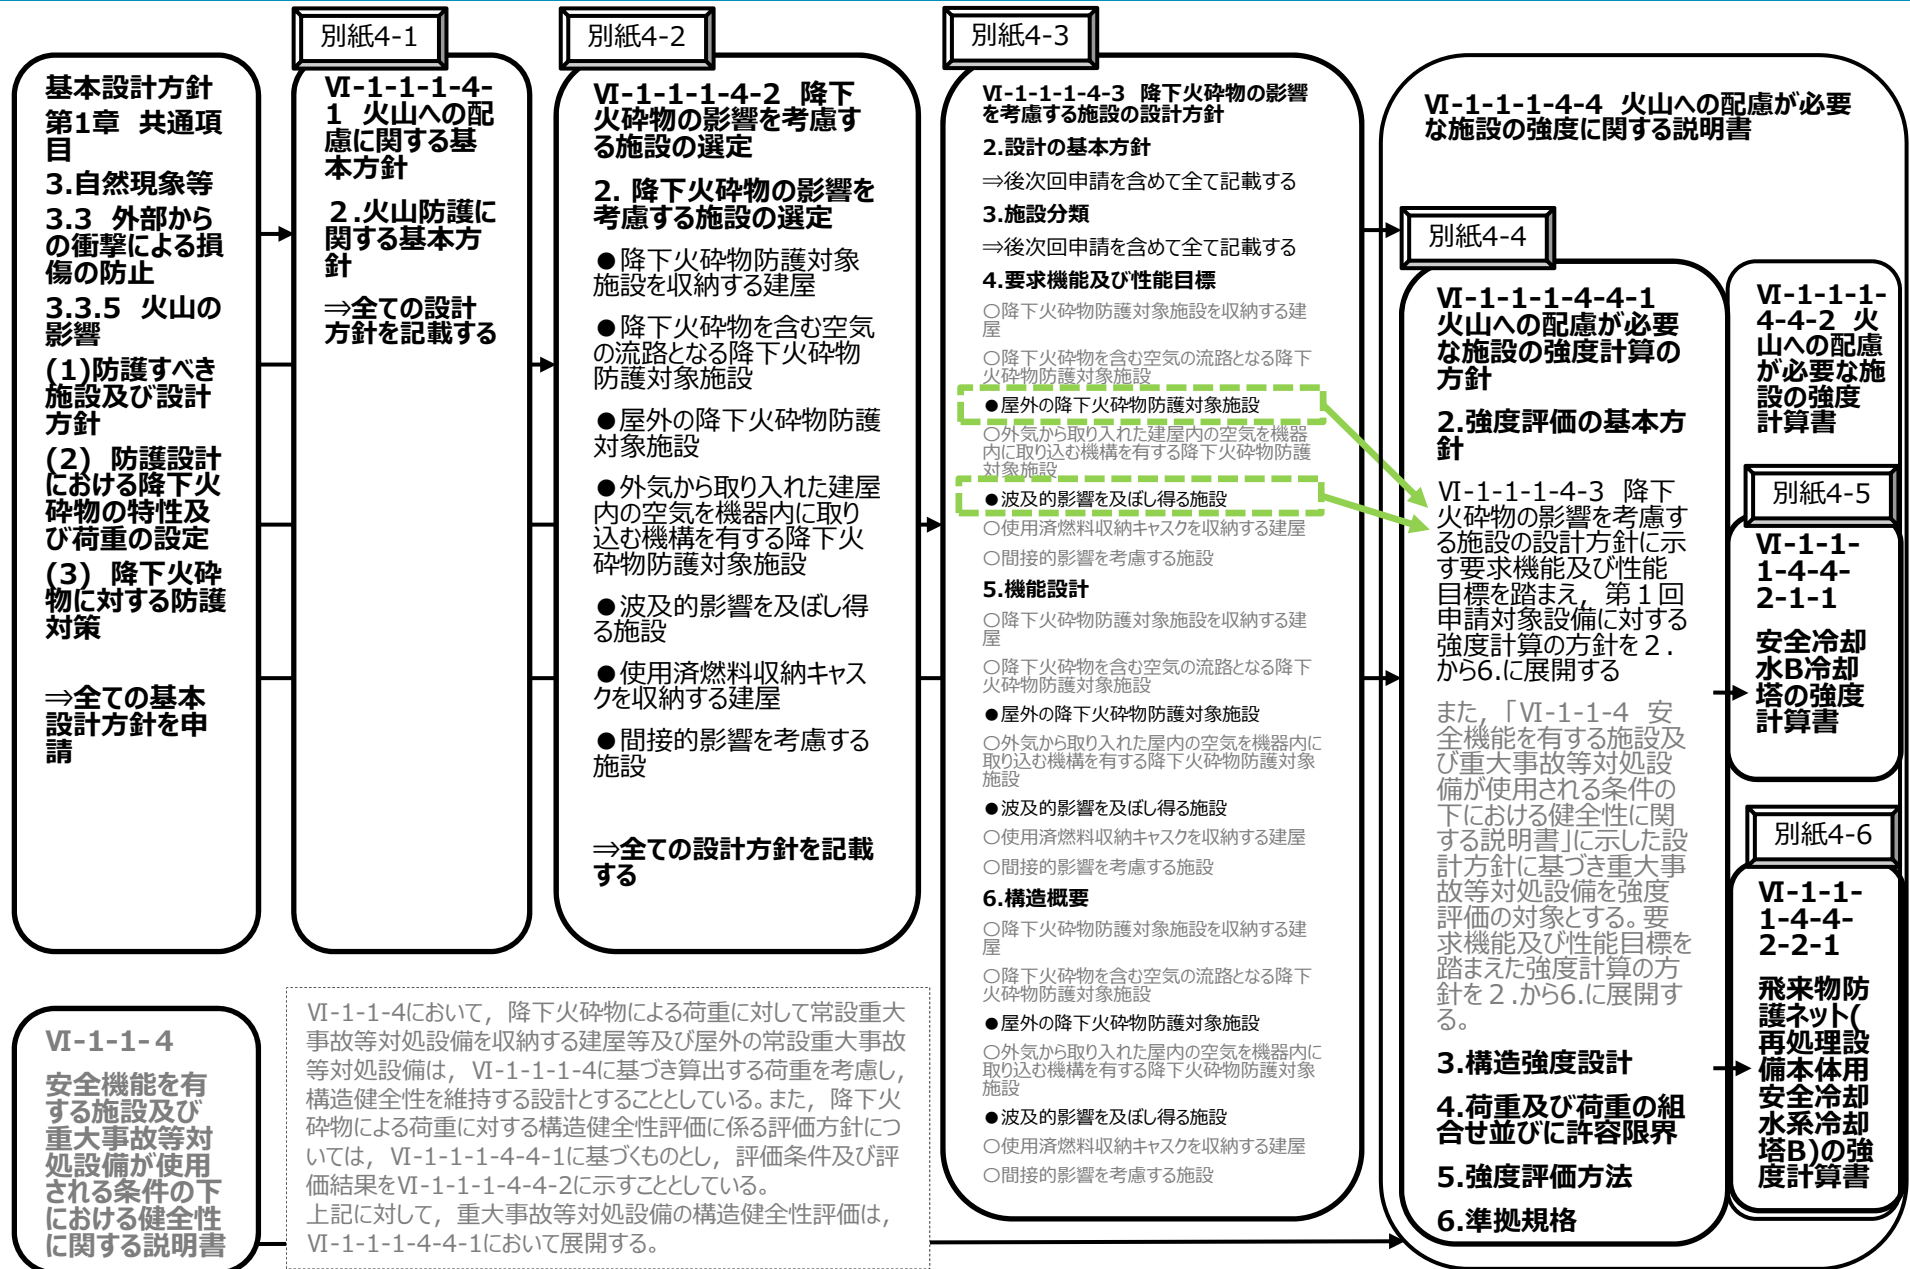 別紙4-1
別紙4-2
別紙4-3
基本設計方針
第1章 共通項
目
3.自然現象等
3.3 外部から
の衝撃による損
傷の防止
3.3.5 火山の
影響
(1)防護すべき
施設及び設計
方針
(2) 防護設計
における降下火
砕物の特性及
び荷重の設定
(3) 降下火砕
物に対する防護
対策
⇒全ての基本
設計方針を申
請
Ⅵ-1-1-1-4-
1 火山への配
慮に関する基
本方針
２.火山防護に
関する基本方
針
⇒全ての設計
方針を記載する
Ⅵ-1-1-1-4-2 降下
火砕物の影響を考慮す
る施設の選定
2. 降下火砕物の影響を
考慮する施設の選定
●降下火砕物防護対象
施設を収納する建屋
●降下火砕物を含む空気
の流路となる降下火砕物
防護対象施設
●屋外の降下火砕物防護
対象施設
●外気から取り入れた建屋
内の空気を機器内に取り
込む機構を有する降下火
砕物防護対象施設
●波及的影響を及ぼし得
る施設
●使用済燃料収納キャス
クを収納する建屋
●間接的影響を考慮する
施設
⇒全ての設計方針を記載
する
Ⅵ-1-1-1-4-3 降下火砕物の影響
を考慮する施設の設計方針
2.設計の基本方針
⇒後次回申請を含めて全て記載する
3.施設分類
⇒後次回申請を含めて全て記載する
4.要求機能及び性能目標
○降下火砕物防護対象施設を収納する建
屋
○降下火砕物を含む空気の流路となる降下
火砕物防護対象施設
●屋外の降下火砕物防護対象施設
○外気から取り入れた建屋内の空気を機器
内に取り込む機構を有する降下火砕物防護
対象施設
●波及的影響を及ぼし得る施設
○使用済燃料収納キャスクを収納する建屋
○間接的影響を考慮する施設
5.機能設計
○降下火砕物防護対象施設を収納する建
屋
○降下火砕物を含む空気の流路となる降下
火砕物防護対象施設
●屋外の降下火砕物防護対象施設
○外気から取り入れた屋内の空気を機器内に
取り込む機構を有する降下火砕物防護対象
施設
●波及的影響を及ぼし得る施設
○使用済燃料収納キャスクを収納する建屋
○間接的影響を考慮する施設
6.構造概要
○降下火砕物防護対象施設を収納する建
屋
○降下火砕物を含む空気の流路となる降下
火砕物防護対象施設
●屋外の降下火砕物防護対象施設
○外気から取り入れた屋内の空気を機器内に
取り込む機構を有する降下火砕物防護対象
施設
●波及的影響を及ぼし得る施設
○使用済燃料収納キャスクを収納する建屋
○間接的影響を考慮する施設
Ⅵ-1-1-1-4-4 火山への配慮が必要
な施設の強度に関する説明書
別紙4-4
Ⅵ-1-1-1-4-4-1
火山への配慮が必要
な施設の強度計算の
方針
2.強度評価の基本方
針
Ⅵ-1-1-1-4-3 降下
火砕物の影響を考慮す
る施設の設計方針に示
す要求機能及び性能
目標を踏まえ，第１回
申請対象設備に対する
強度計算の方針を２.
から6.に展開する
また，「Ⅵ-1-1-4 安
全機能を有する施設及
び重大事故等対処設
備が使用される条件の
下における健全性に関
する説明書」に示した設
計方針に基づき重大事
故等対処設備を強度
評価の対象とする。要
求機能及び性能目標を
踏まえた強度計算の方
針を２.から6.に展開す
る。
3.構造強度設計
4.荷重及び荷重の組
合せ並びに許容限界
5.強度評価方法
6.準拠規格
Ⅵ-1-1-1-
4-4-2 火
山への配慮
が必要な施
設の強度
計算書
別紙4-5
Ⅵ-1-1-
1-4-4-
2-1-1
安全冷却
水B冷却
塔の強度
計算書
別紙4-6
Ⅵ-1-1-
1-4-4-
2-2-1
飛来物防
護ネット(
再処理設
備本体用
安全冷却
水系冷却
塔B)の強
度計算書
Ⅵ-1-1-4
安全機能を有
する施設及び
重大事故等対
処設備が使用
される条件の下
における健全性
に関する説明書
Ⅵ-1-1-4において，降下火砕物による荷重に対して常設重大
事故等対処設備を収納する建屋等及び屋外の常設重大事故
等対処設備は，Ⅵ-1-1-1-4に基づき算出する荷重を考慮し，
構造健全性を維持する設計とすることとしている。また，降下火
砕物による荷重に対する構造健全性評価に係る評価方針につ
いては，Ⅵ-1-1-1-4-4-1に基づくものとし，評価条件及び評
価結果をⅥ-1-1-1-4-4-2に示すこととしている。
上記に対して，重大事故等対処設備の構造健全性評価は，
Ⅵ-1-1-1-4-4-1において展開する。